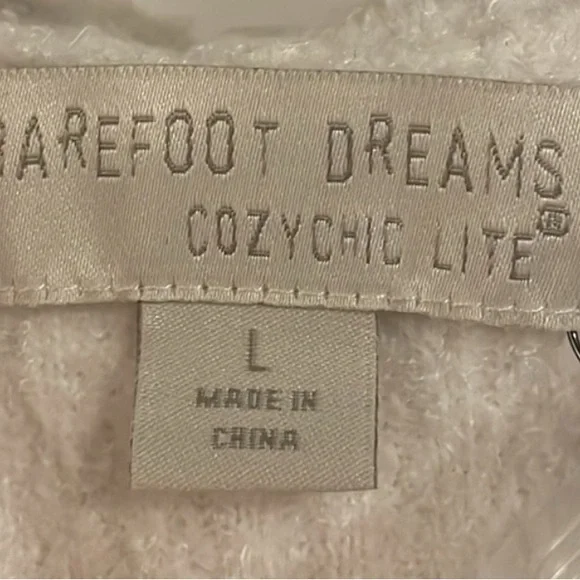 BAREFOOT DREAMS
COZYCHIC LITE®
L
MADE IN
CHINA